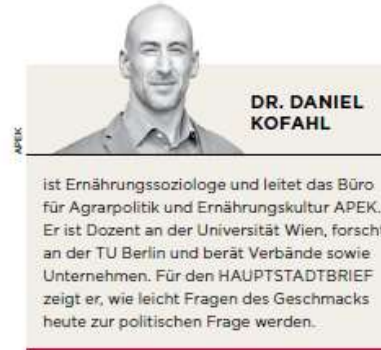 DR. DANIEL
KOFAHL
APEK
ist Ernährungssoziologe und leitet das Büro
für Agrarpolitik und Ernährungskultur APEK.
Er ist Dozent an der Universität Wien, forscht
an der TU Berlin und berät Verbände sowie
Unternehmen. Für den HAUPTSTADTBRIEF
zeigt er, wie leicht Fragen des Geschmacks
heute zur politischen Frage werden.